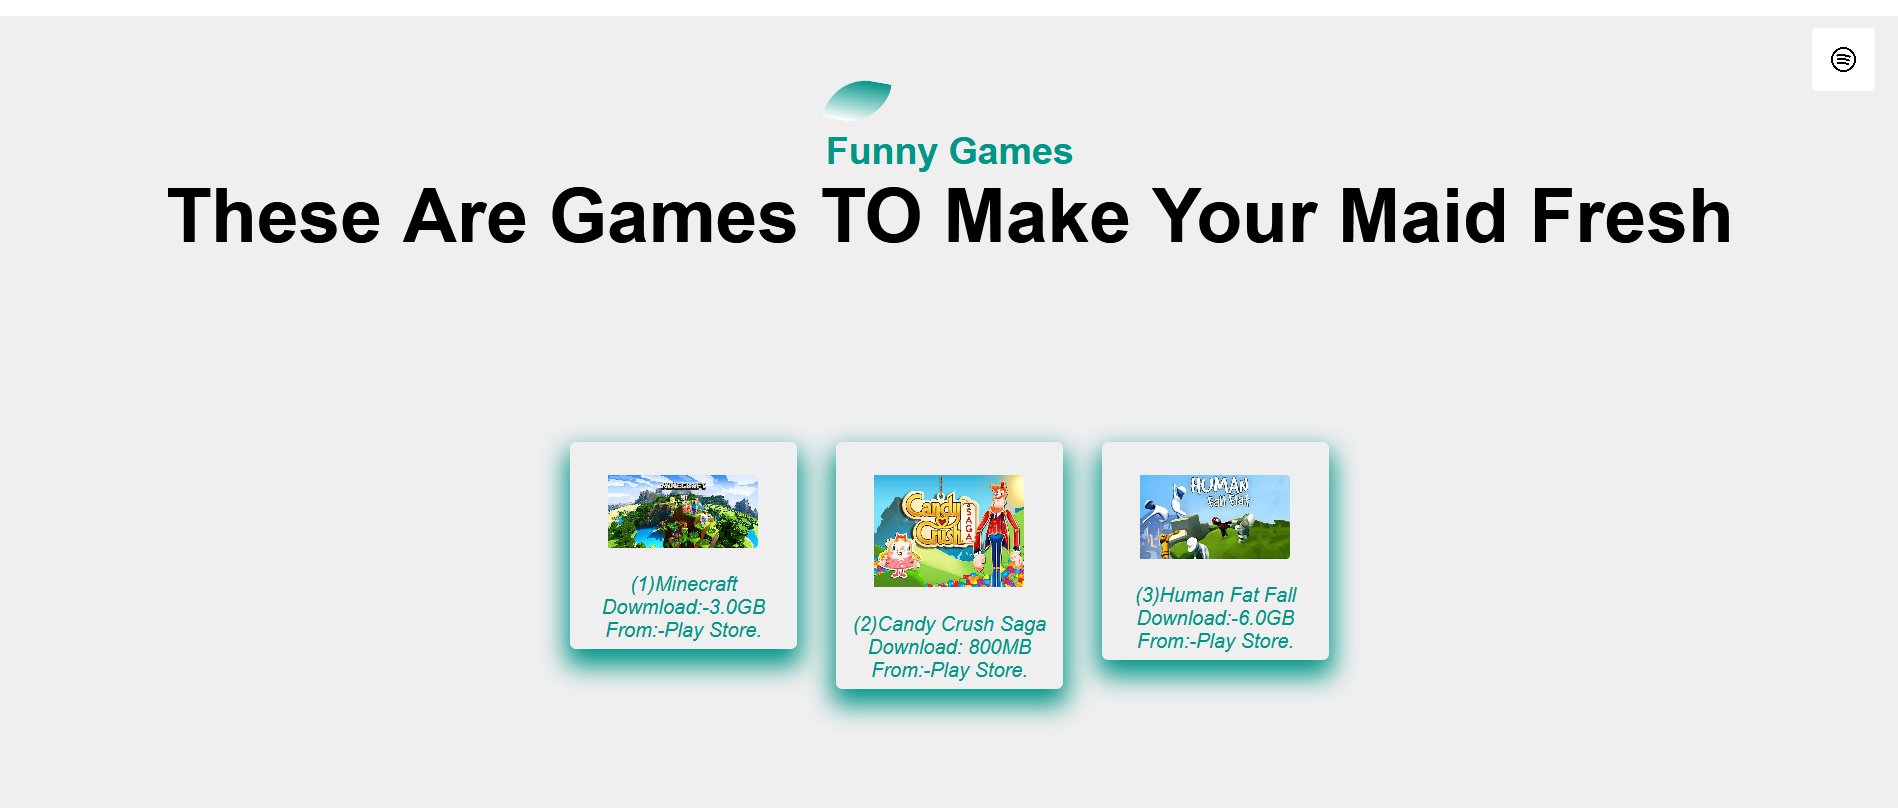 Funny Games
These Are Games TO Make Your Maid Fresh
MINECRAFT
(1)Minecraft
Dowmload:-3.0GB
From:-Play Store.
Candy
Crush
SAGA
(2)Candy Crush Saga
Download: 800MB
From:-Play Store.
HUMAN
Fall Flat
(3)Human Fat Fall
Download:-6.0GB
From:-Play Store.